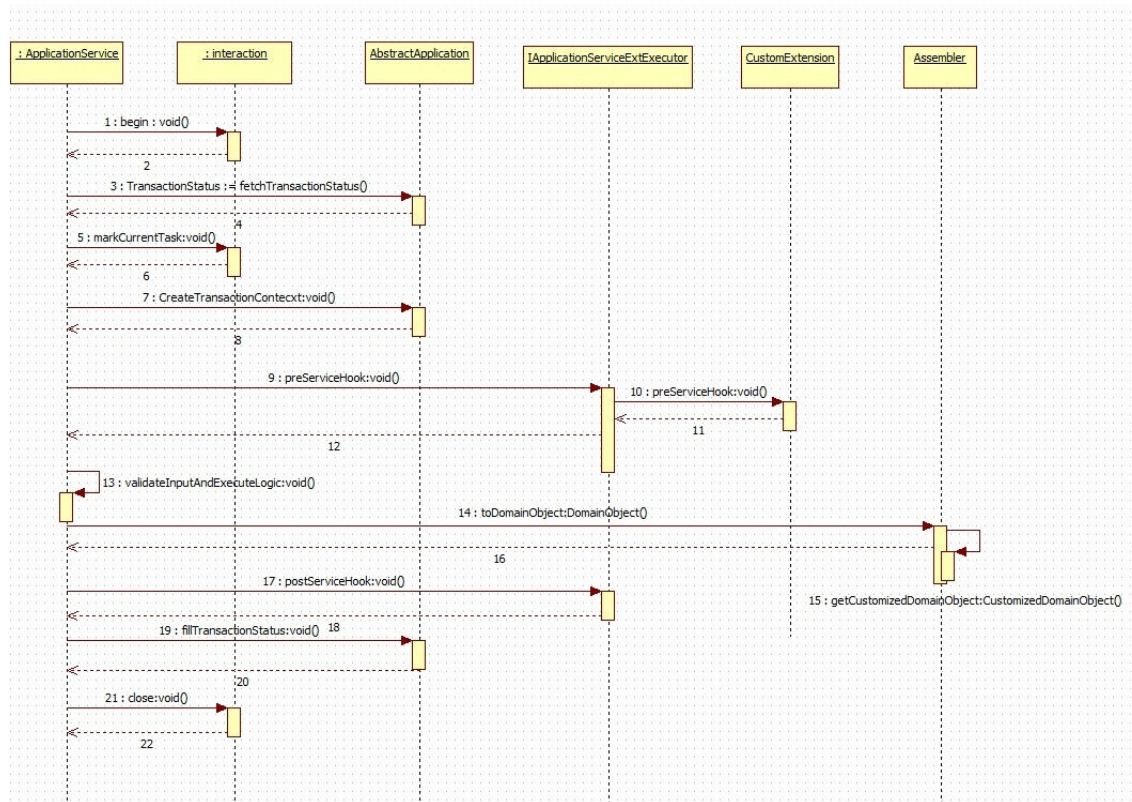 : ApplicationService
: interaction
AbstractApplication
IApplicationServiceExtExecutor
CustomExtension
Assembler
1 : begin : void()
2
3 : TransactionStatus := fetchTransactionStatus()
4
5 : markCurrentTask:void()
6
7 : CreateTransactionContecxt:void()
8
9 : preServiceHook:void()
10 : preServiceHook:void()
11
12
13 : validateInputAndExecuteLogic:void()
14 : toDomainObject:DomainObject()
16
17 : postServiceHook:void()
15 : getCustomizedDomainObject:CustomizedDomainObject()
18
19 : fillTransactionStatus:void()
20
21 : close:void()
22